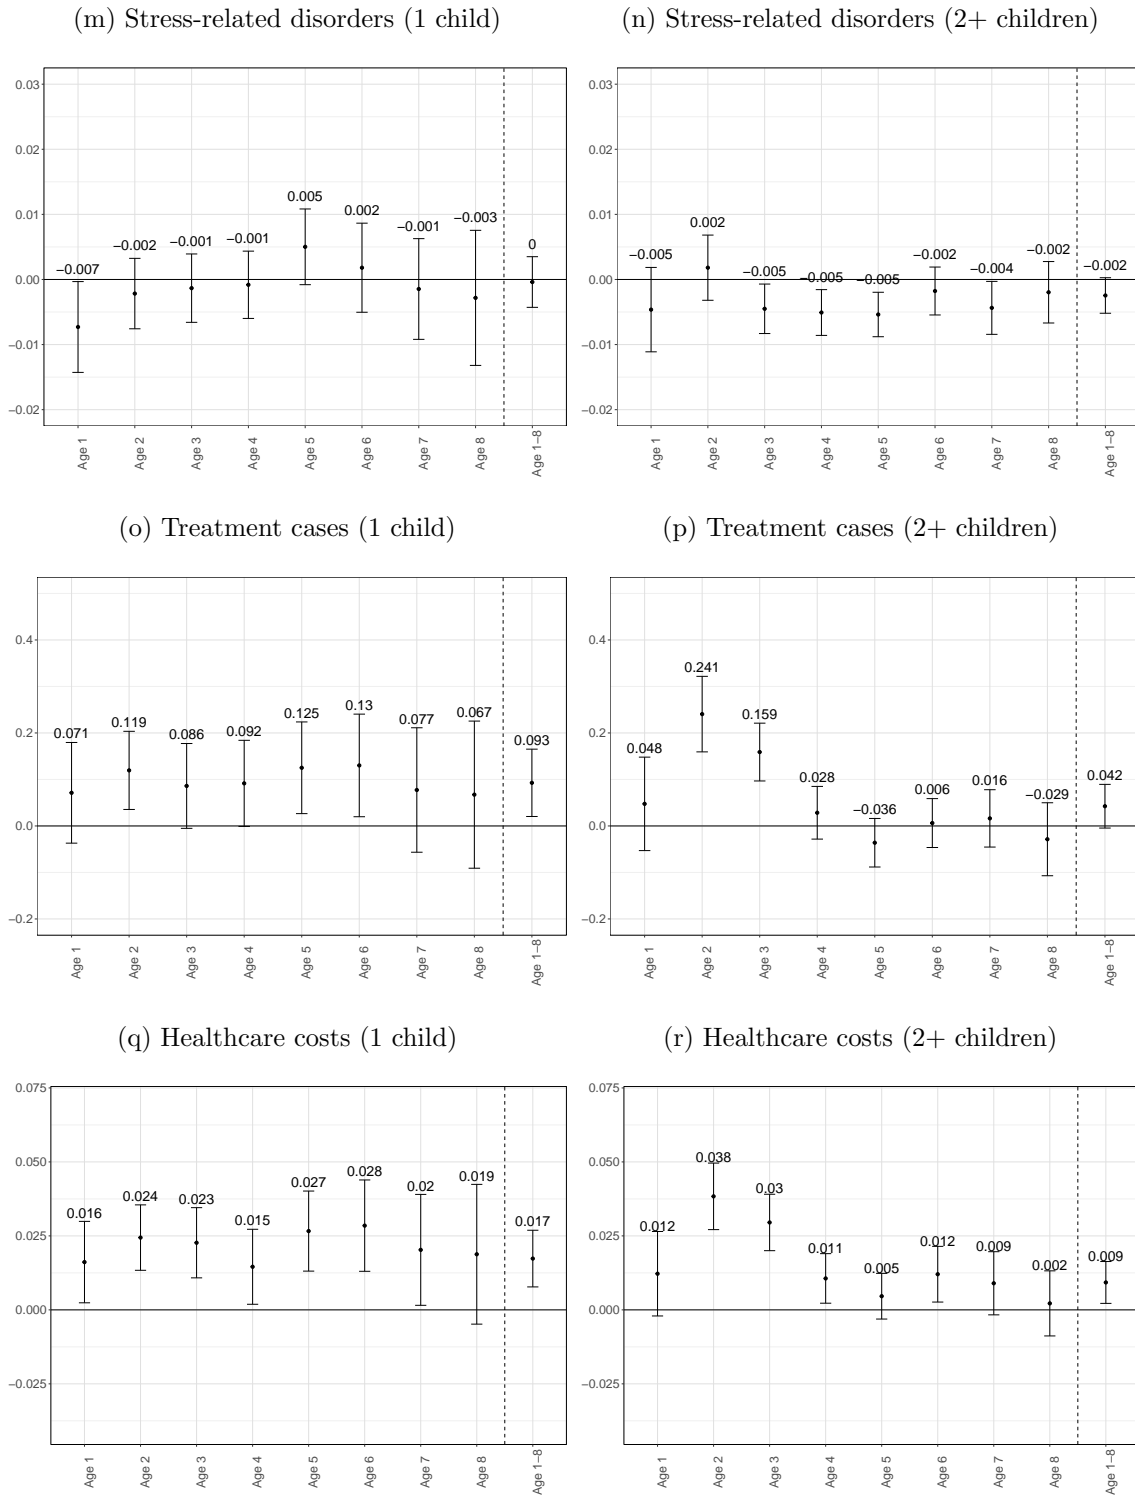 (m) Stress-related disorders (1 child)
0.03
0.02
0.01
0.00
−0.01
−0.02
−0.007
−0.002
−0.001
−0.001
0.005
0.002
−0.001
−0.003
0
Age 1
Age 2
Age 3
Age 4
Age 5
Age 6
Age 7
Age 8
Age 1−8
(n) Stress-related disorders (2+ children)
0.03
0.02
0.01
0.00
−0.01
−0.02
−0.005
0.002
−0.005
−0.005
−0.005
−0.002
−0.004
−0.002
−0.002
Age 1
Age 2
Age 3
Age 4
Age 5
Age 6
Age 7
Age 8
Age 1−8
(o) Treatment cases (1 child)
0.4
0.2
0.0
−0.2
0.071
0.119
0.086
0.092
0.125
0.13
0.077
0.067
0.093
Age 1
Age 2
Age 3
Age 4
Age 5
Age 6
Age 7
Age 8
Age 1−8
(p) Treatment cases (2+ children)
0.4
0.2
0.0
−0.2
0.048
0.241
0.159
0.028
−0.036
0.006
0.016
−0.029
0.042
Age 1
Age 2
Age 3
Age 4
Age 5
Age 6
Age 7
Age 8
Age 1−8
(q) Healthcare costs (1 child)
0.075
0.050
0.025
0.000
−0.025
0.016
0.024
0.023
0.015
0.027
0.028
0.02
0.019
0.017
Age 1
Age 2
Age 3
Age 4
Age 5
Age 6
Age 7
Age 8
Age 1−8
(r) Healthcare costs (2+ children)
0.075
0.050
0.025
0.000
−0.025
0.012
0.038
0.03
0.011
0.005
0.012
0.009
0.002
0.009
Age 1
Age 2
Age 3
Age 4
Age 5
Age 6
Age 7
Age 8
Age 1−8